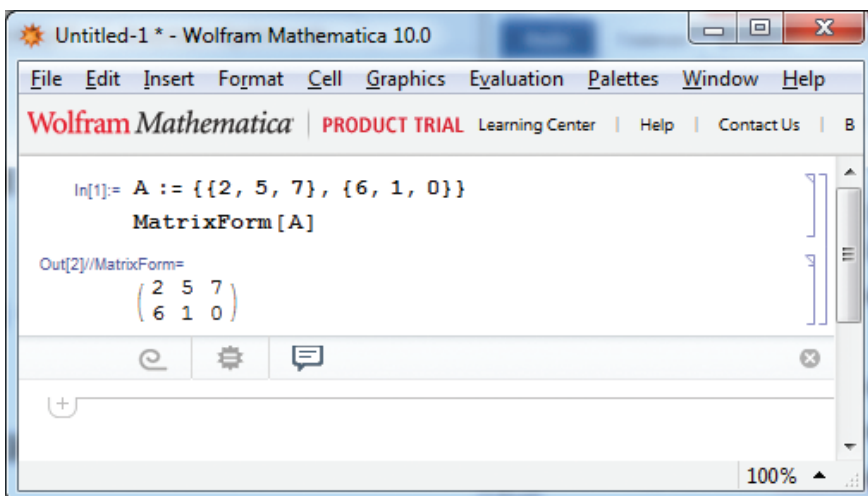 Untitled-1 * - Wolfram Mathematica 10.0
File Edit Insert Format Cell Graphics Evaluation Palettes Window Help
Wolfram Mathematica | PRODUCT TRIAL Learning Center | Help | Contact Us | B
In[1]:= A := {{2, 5, 7}, {6, 1, 0}}
MatrixForm[A]
Out[2]//MatrixForm=
2 5 7
6 1 0
100%